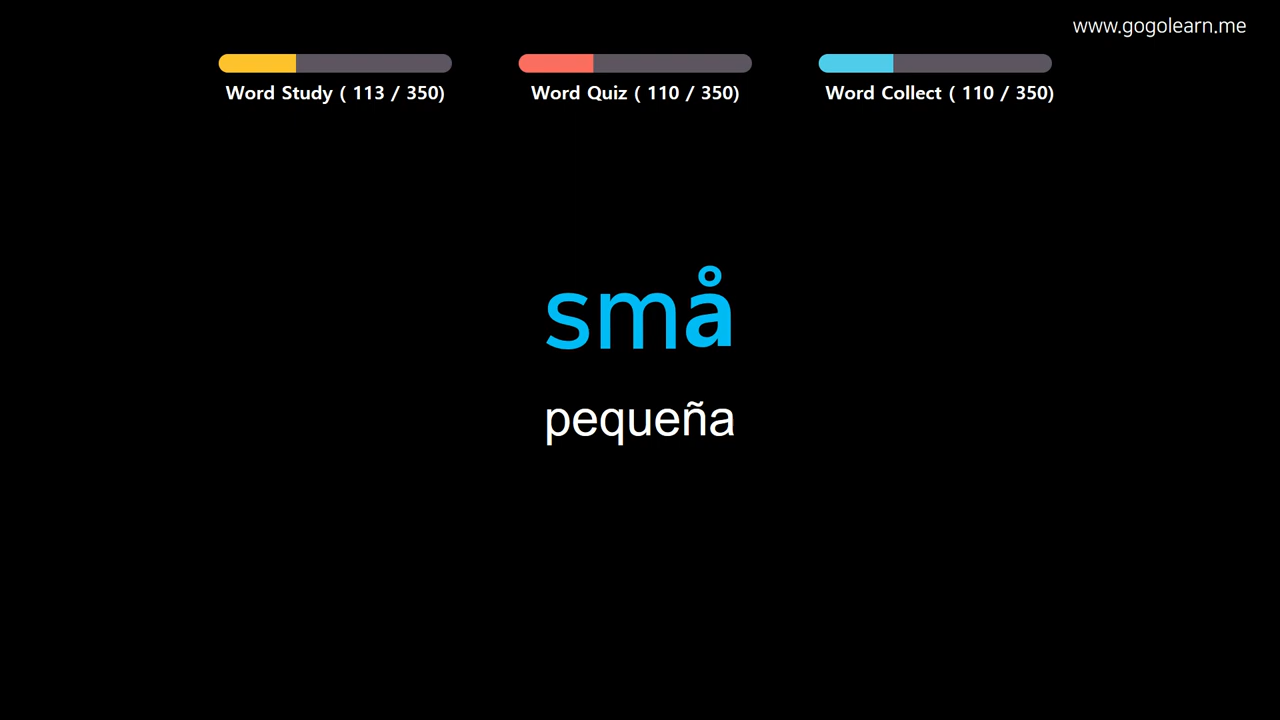 www.gogolearn.me
Word Study ( 113 / 350)
Word Quiz ( 110 / 350)
Word Collect ( 110 / 350)
små
pequeña